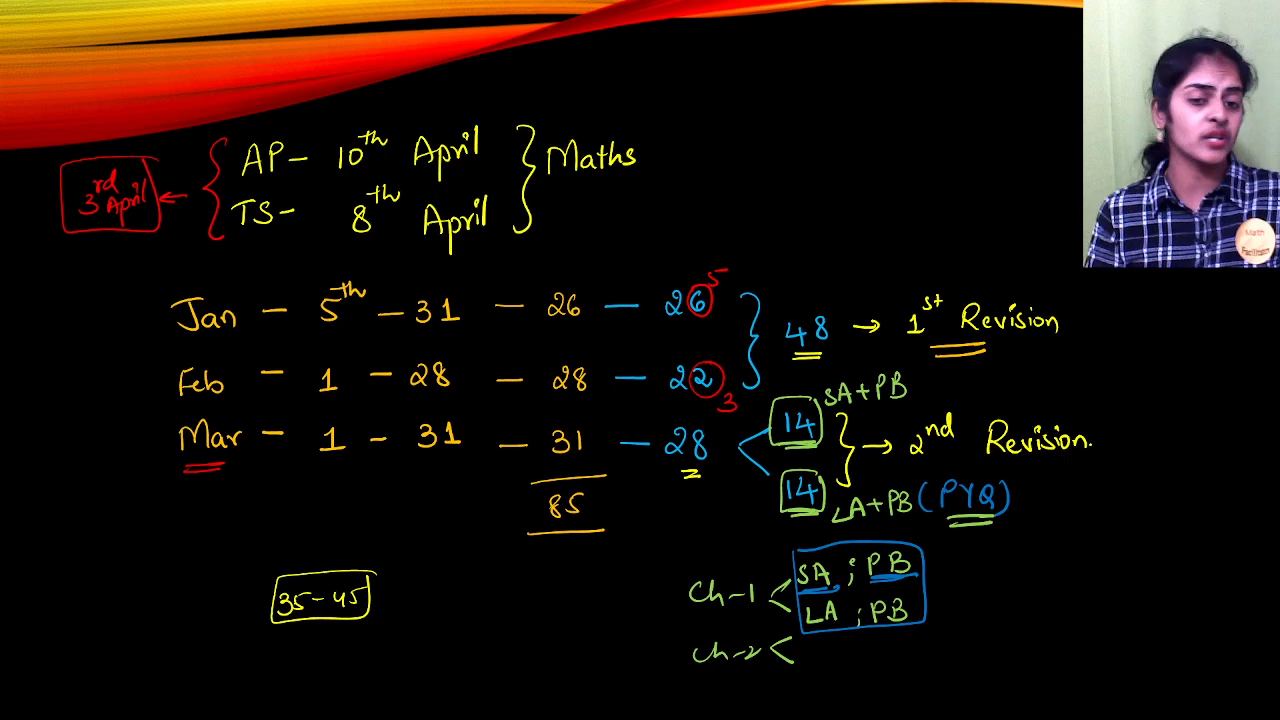 AP - 10th April } Maths
3rd April ← { TS - 8th April
Jan - 5th - 31 - 26 - 26 5
48 → 1st Revision
Feb - 1 - 28 - 28 - 22 3
SA+PB
Mar - 1 - 31 - 31 - 28 < 14 } → 2nd Revision.
14 LA+PB (PYQ)
85
Ch-1 < SA ; PB
LA ; PB
35-45
Ch-2 <
Math
Facilitator